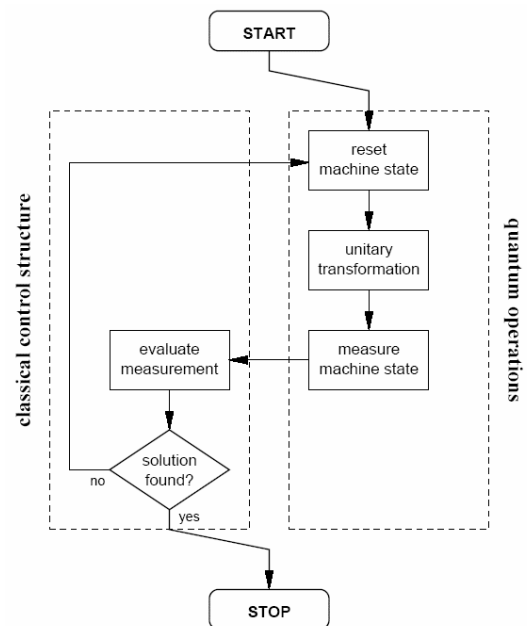 START
classical control structure
quantum operations
reset
machine state
unitary
transformation
evaluate
measurement
measure
machine state
solution
found?
no
yes
STOP